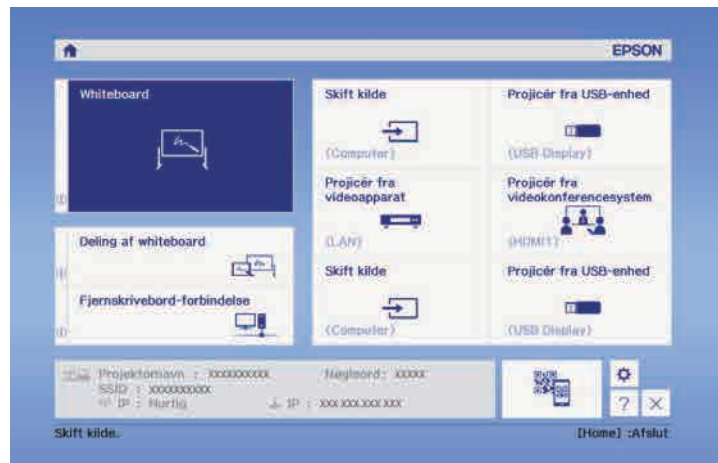 EPSON
Whiteboard
Deling af whiteboard
Fjernskrivebord-forbindelse
Skift kilde
(Computer)
Projicér fra USB-enhed
(USB Display)
Projicér fra
videoapparat
(LAN)
Projicér fra
videokonferencesystem
(HDMI1)
Skift kilde
(Computer)
Projicér fra USB-enhed
(USB Display)
Projektornavn : XXXXXXXXXX Nøgleord: XXXXX
SSID : XXXXXXXXXX
IP : Hurtig IP : XXX XXX.XXX XXX
?
Skift kilde. [Home] :Afslut